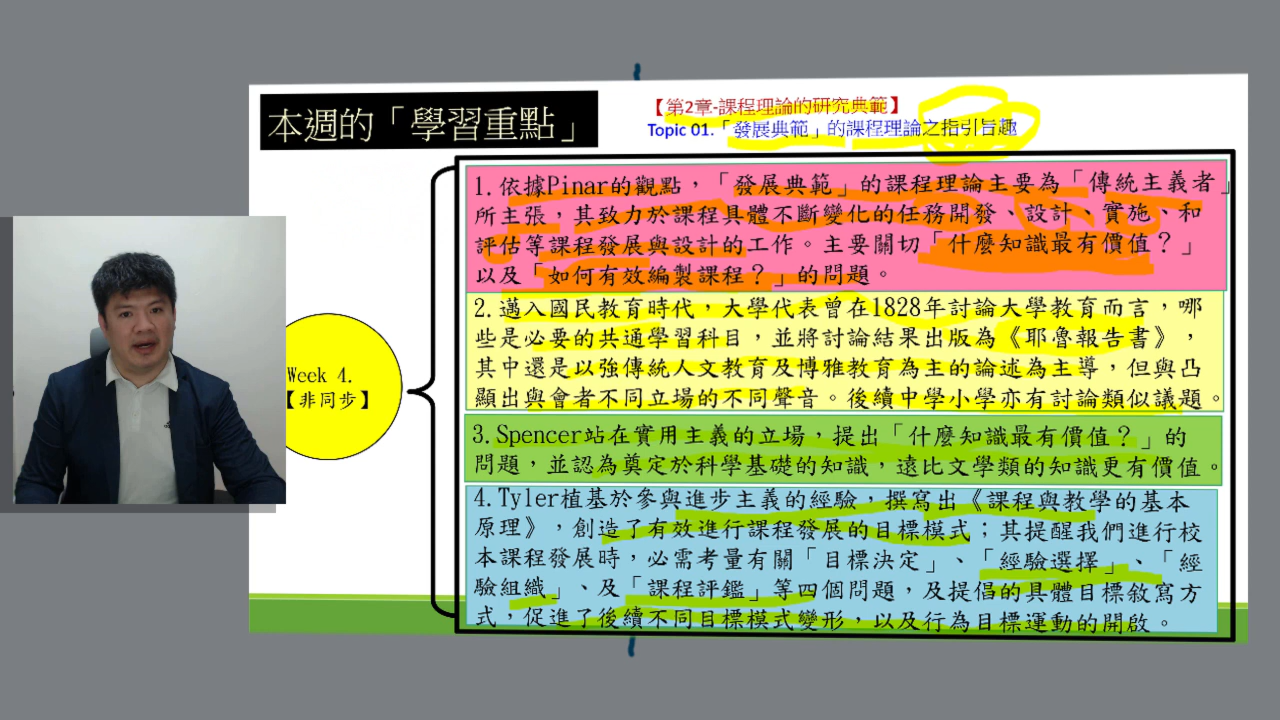 本週的「學習重點」
【第2章-課程理論的研究典範】
Topic 01.「發展典範」的課程理論之指引旨趣
Week 4.
【非同步】
1.依據Pinar的觀點，「發展典範」的課程理論主要為「傳統主義者」
所主張，其致力於課程具體不斷變化的任務開發、設計、實施、和
評估等課程發展與設計的工作。主要關切「什麼知識最有價值？」
以及「如何有效編製課程？」的問題。
2.邁入國民教育時代，大學代表曾在1828年討論大學教育而言，哪
些是必要的共通學習科目，並將討論結果出版為《耶魯報告書》，
其中還是以強傳統人文教育及博雅教育為主的論述為主導，但與凸
顯出與會者不同立場的不同聲音。後續中學小學亦有討論類似議題。
3.Spencer站在實用主義的立場，提出「什麼知識最有價值？」的
問題，並認為奠定於科學基礎的知識，遠比文學類的知識更有價值。
4.Tyler植基於參與進步主義的經驗，撰寫出《課程與教學的基本
原理》，創造了有效進行課程發展的目標模式；其提醒我們進行校
本課程發展時，必需考量有關「目標決定」、「經驗選擇」、「經
驗組織」、及「課程評鑑」等四個問題，及提倡的具體目標敘寫方
式，促進了後續不同目標模式變形，以及行為目標運動的開啟。